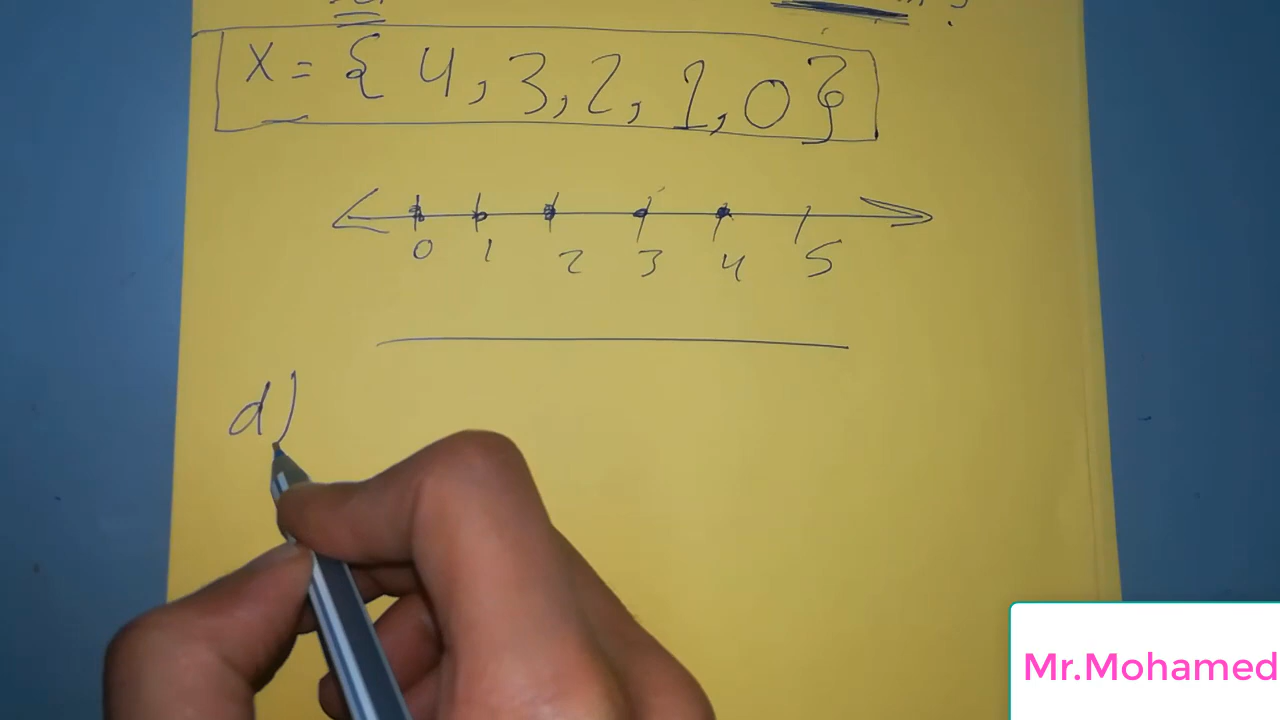 X = { 4, 3, 2, 1, 0 }
0 1 2 3 4 5
d)
Mr.Mohamed